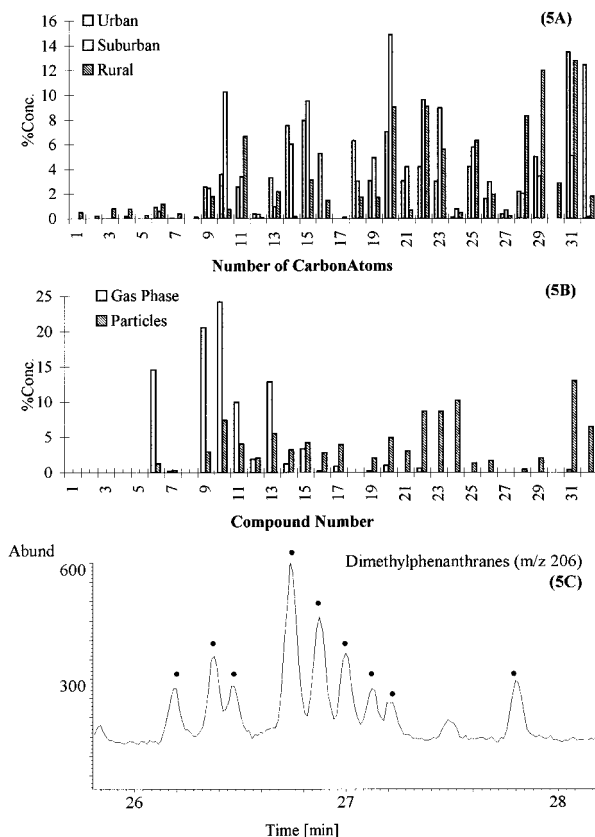 (5A)
Urban
Suburban
Rural
%Conc.
16
14
12
10
8
6
4
2
0
1 3 5 7 9 11 13 15 17 19 21 23 25 27 29 31
Number of CarbonAtoms
(5B)
Gas Phase
Particles
%Conc.
25
20
15
10
5
0
1 3 5 7 9 11 13 15 17 19 21 23 25 27 29 31
Compound Number
Abund
Dimethylphenanthranes (m/z 206)
(5C)
600
300
26 27 28
Time [min]